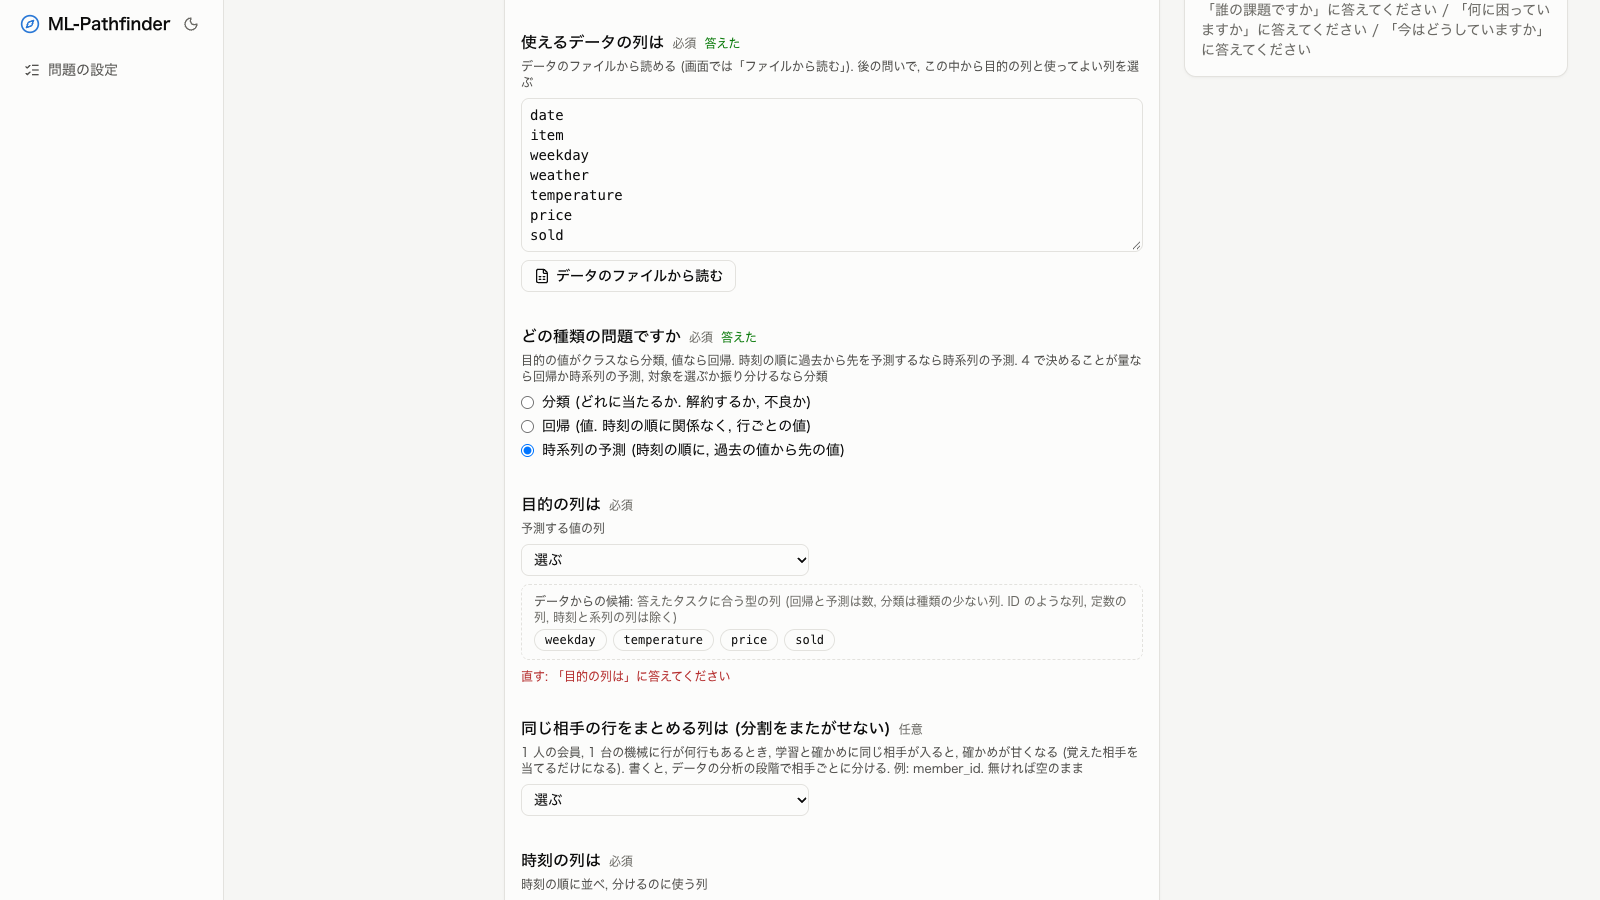 ML-Pathfinder
問題の設定
使えるデータの列は 必須 答えた
データのファイルから読める (画面では「ファイルから読む」). 後の問いで, この中から目的の列と使ってよい列を選
ぶ
date
item
weekday
weather
temperature
price
sold
データのファイルから読む
どの種類の問題ですか 必須 答えた
目的の値がクラスなら分類, 値なら回帰. 時刻の順に過去から先を予測するなら時系列の予測. 4 で決めることが量な
ら回帰か時系列の予測, 対象を選ぶか振り分けるなら分類
分類 (どれに当たるか. 解約するか, 不良か)
回帰 (値. 時刻の順に関係なく, 行ごとの値)
時系列の予測 (時刻の順に, 過去の値から先の値)
目的の列は 必須
予測する値の列
選ぶ
データからの候補: 答えたタスクに合う型の列 (回帰と予測は数, 分類は種類の少ない列. ID のような列, 定数の
列, 時刻と系列の列は除く)
weekday temperature price sold
直す: 「目的の列は」に答えてください
同じ相手の行をまとめる列は (分割をまたがせない) 任意
1 人の会員, 1 台の機械に行が何行もあるとき, 学習と確かめに同じ相手が入ると, 確かめが甘くなる (覚えた相手を
当てるだけになる). 書くと, データの分析の段階で相手ごとに分ける. 例: member_id. 無ければ空のまま
選ぶ
時刻の列は 必須
時刻の順に並べ, 分けるのに使う列
「誰の課題ですか」に答えてください / 「何に困ってい
ますか」に答えてください / 「今はどうしていますか」
に答えてください